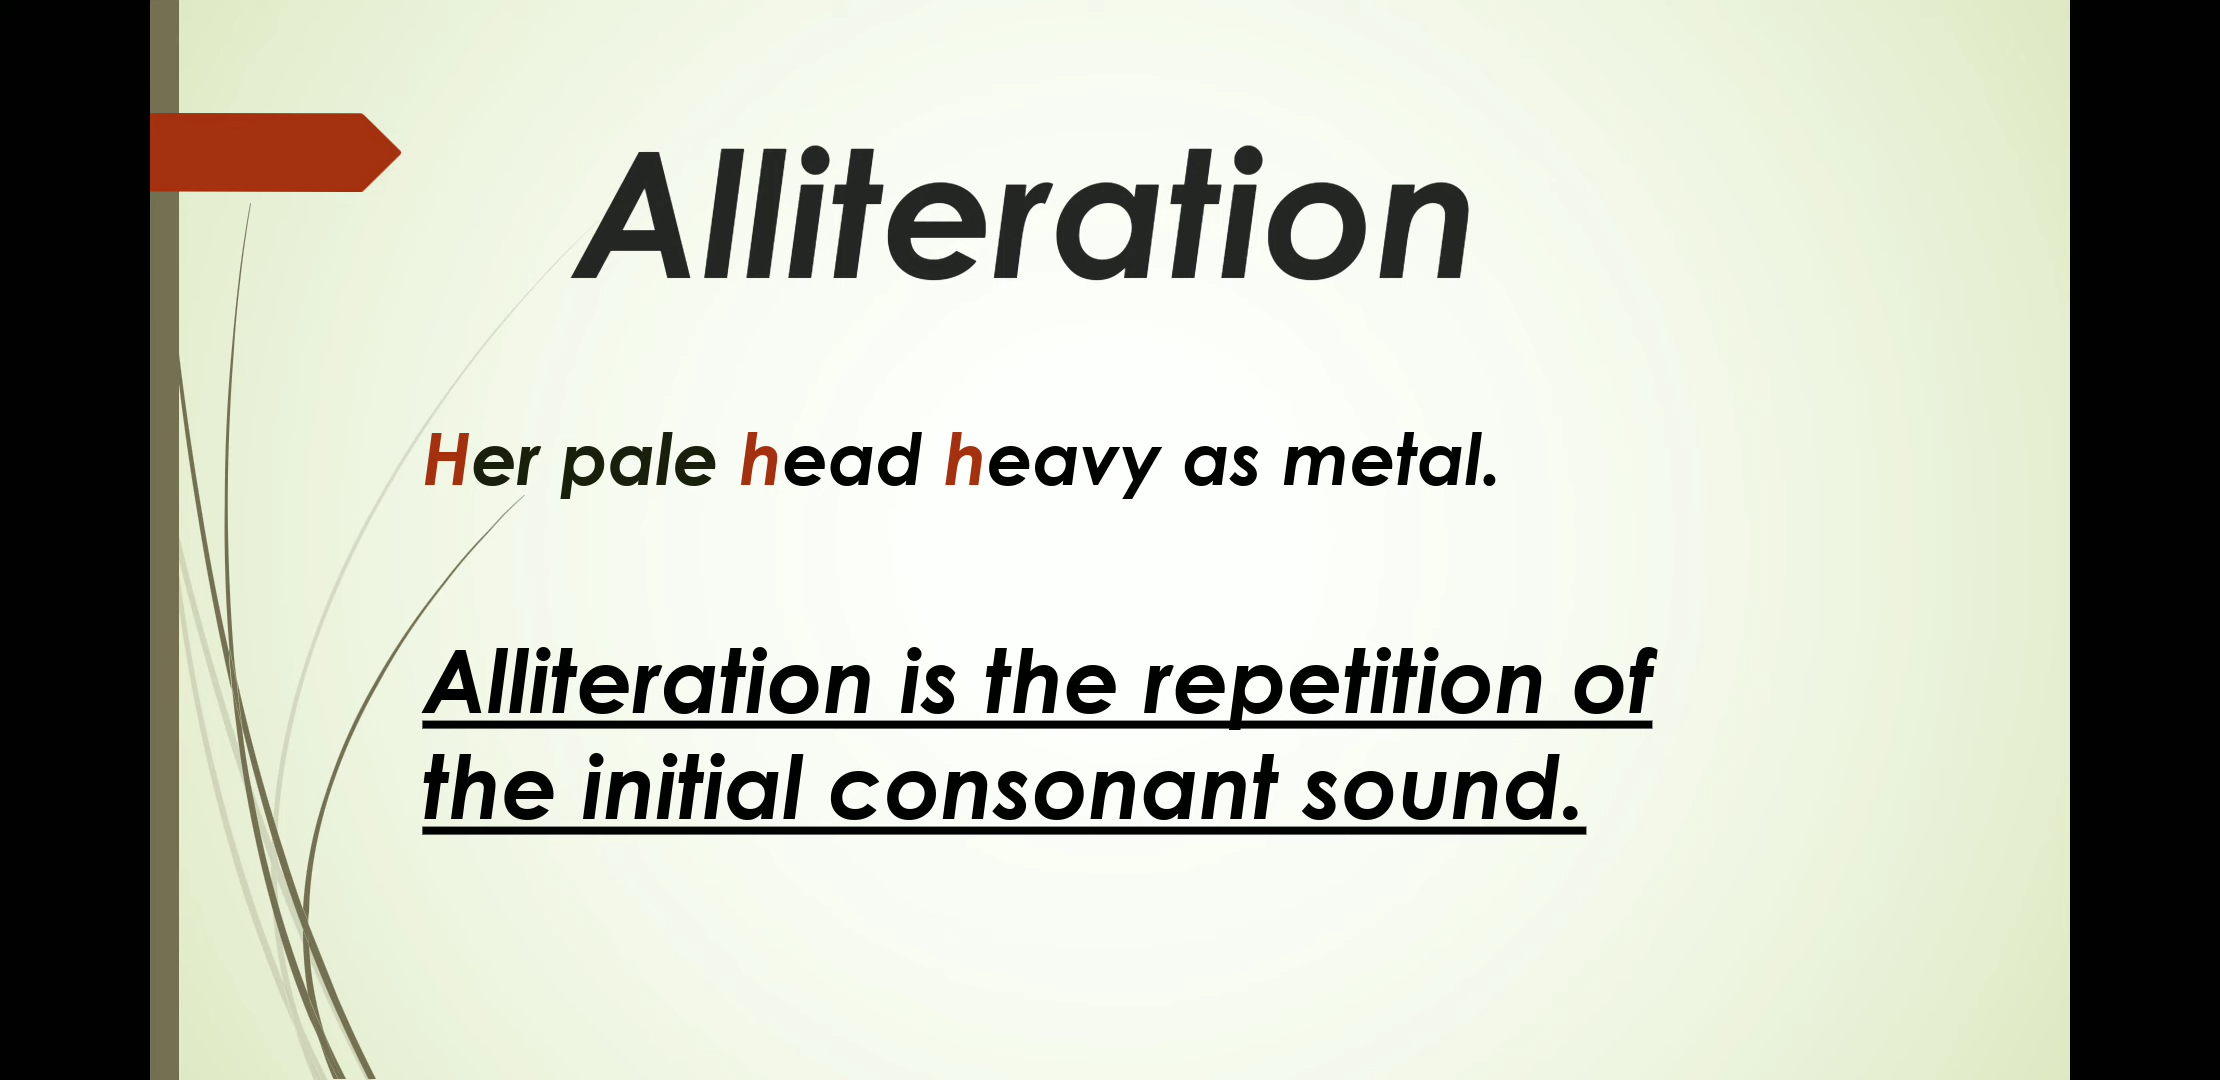 Alliteration
Her pale head heavy as metal.
Alliteration is the repetition of
the initial consonant sound.